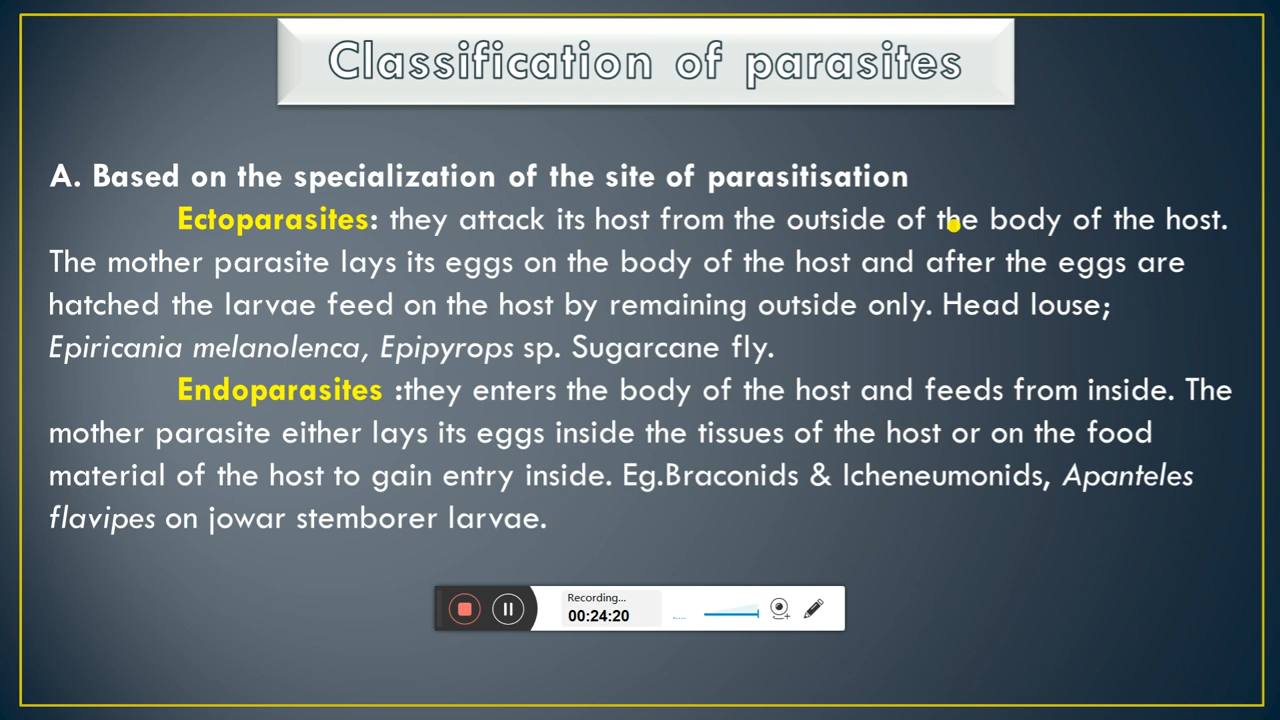 Classification of parasites
A. Based on the specialization of the site of parasitisation
Ectoparasites: they attack its host from the outside of the body of the host.
The mother parasite lays its eggs on the body of the host and after the eggs are
hatched the larvae feed on the host by remaining outside only. Head louse;
Epiricania melanolenca, Epipyrops sp. Sugarcane fly.
Endoparasites :they enters the body of the host and feeds from inside. The
mother parasite either lays its eggs inside the tissues of the host or on the food
material of the host to gain entry inside. Eg.Braconids & Icheneumonids, Apanteles
flavipes on jowar stemborer larvae.
Recording...
00:24:20